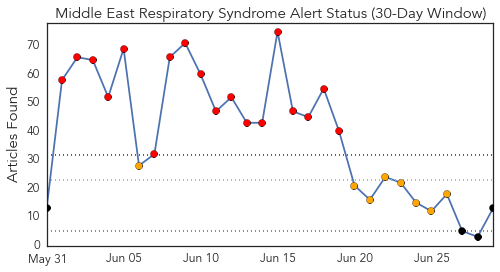 Middle East Respiratory Syndrome Alert Status (30-Day Window)
Articles Found
70
60
50
40
30
20
10
0
May 31 Jun 05 Jun 10 Jun 15 Jun 20 Jun 25